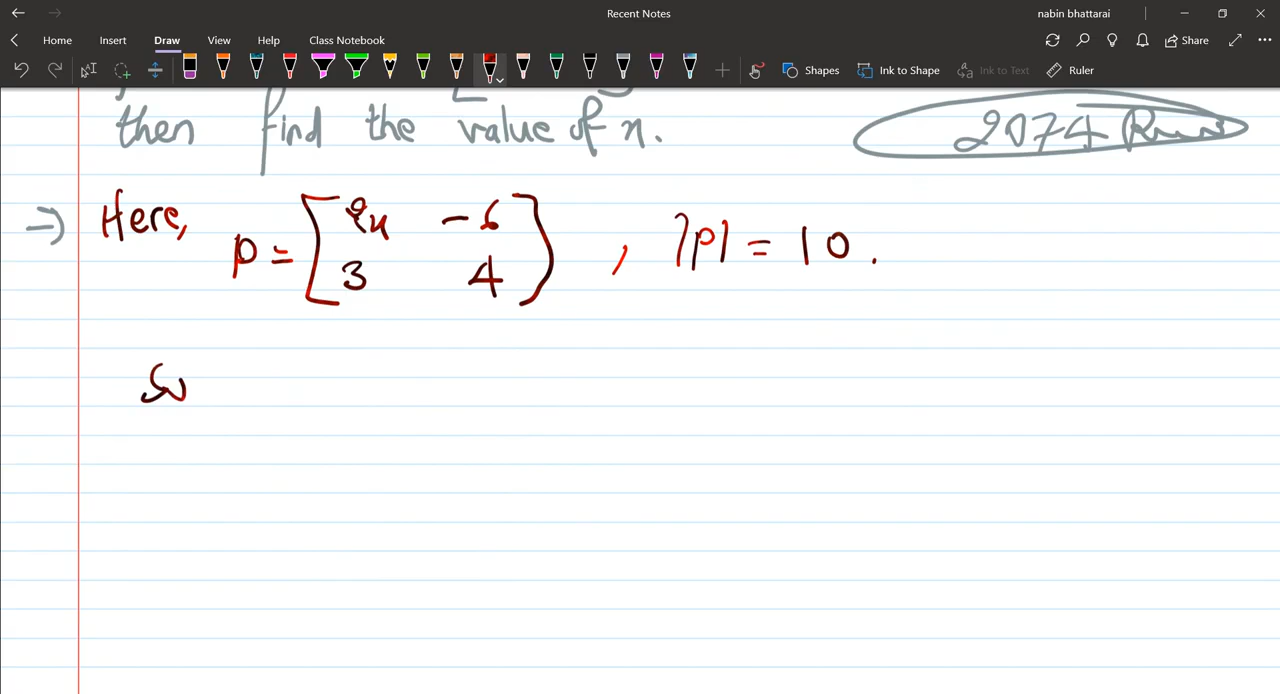 Recent Notes
nabin bhattarai
Home Insert Draw View Help Class Notebook
Share
Shapes Ink to Shape Ink to Text Ruler
then find the value of x.
2074
=) Here, P = [ 2x -6
3 4 ] , |P| = 10.
So